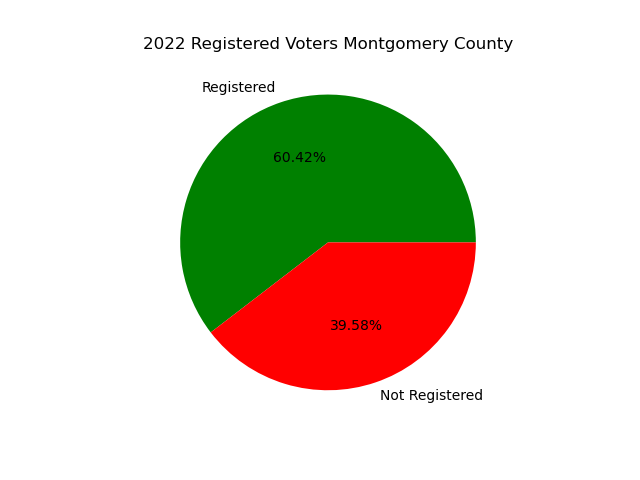 2022 Registered Voters Montgomery County
Registered
60.42%
39.58%
Not Registered